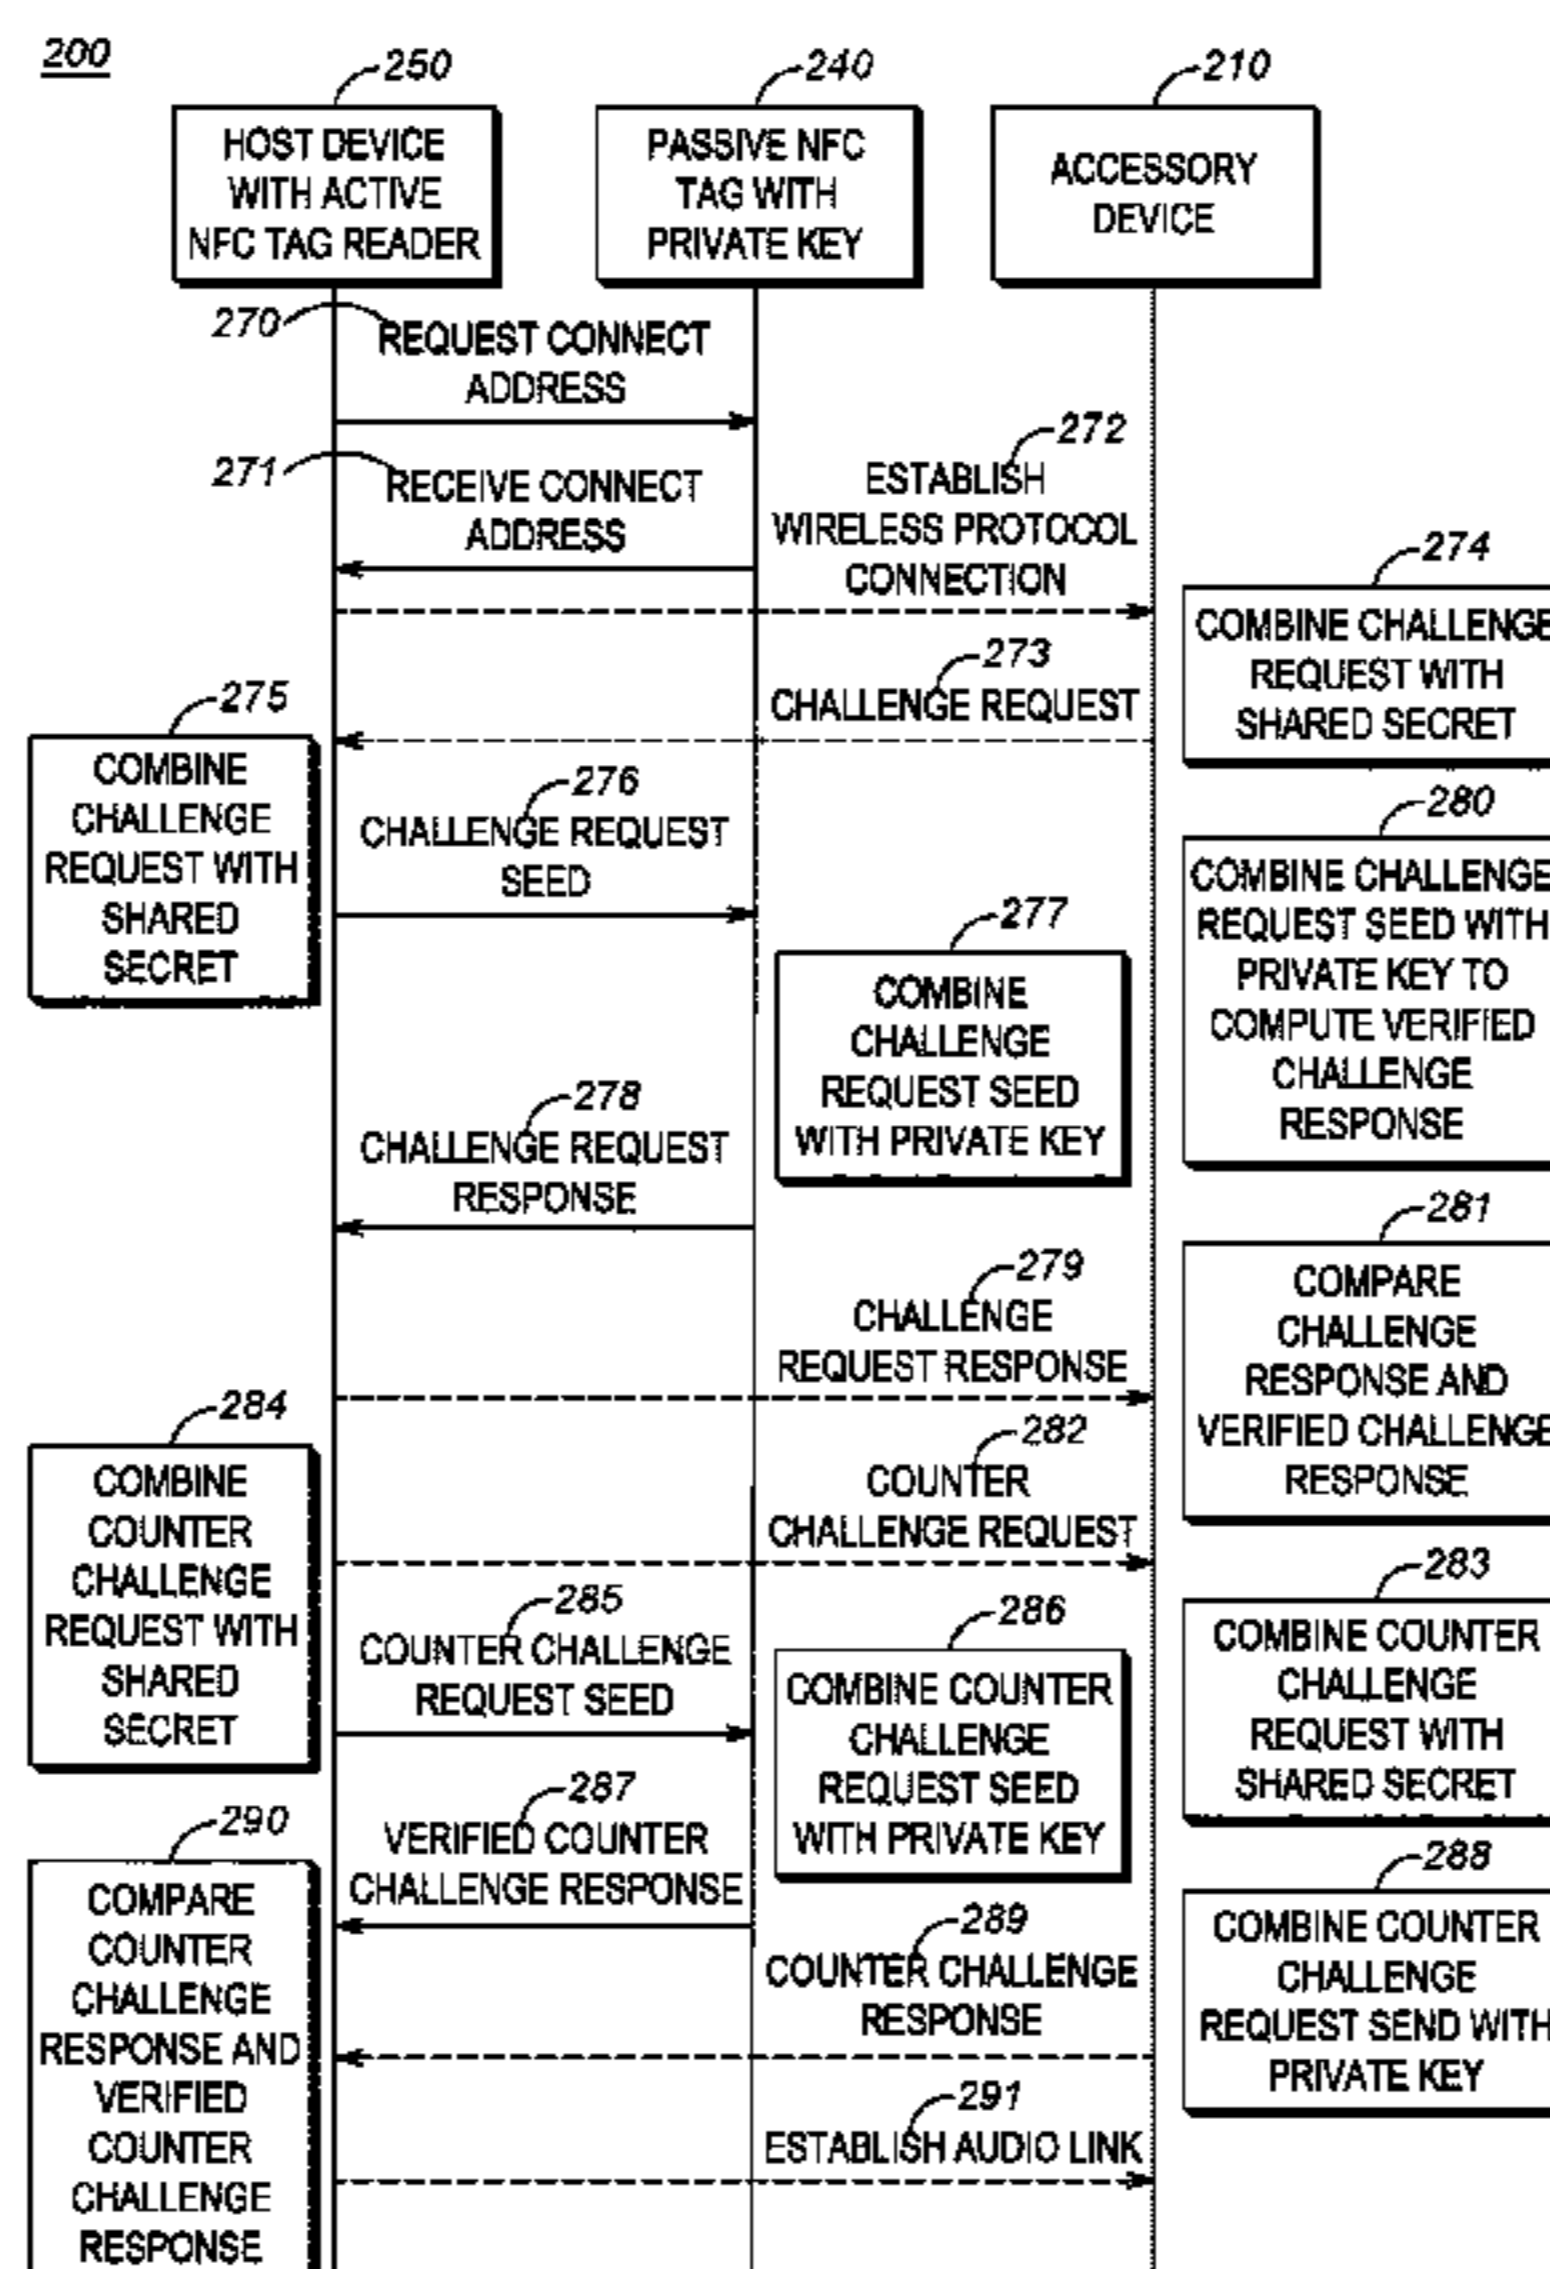 200
250
240
210
HOST DEVICE
WITH ACTIVE
NFC TAG READER
PASSIVE NFC
TAG WITH
PRIVATE KEY
ACCESSORY
DEVICE
270
REQUEST CONNECT
ADDRESS
271
RECEIVE CONNECT
ADDRESS
272
ESTABLISH
WIRELESS PROTOCOL
CONNECTION
273
CHALLENGE REQUEST
274
COMBINE CHALLENGE
REQUEST WITH
SHARED SECRET
275
COMBINE
CHALLENGE
REQUEST WITH
SHARED
SECRET
276
CHALLENGE REQUEST
SEED
277
COMBINE
CHALLENGE
REQUEST SEED
WITH PRIVATE KEY
278
CHALLENGE REQUEST
RESPONSE
279
CHALLENGE
REQUEST RESPONSE
280
COMBINE CHALLENGE
REQUEST SEED WITH
PRIVATE KEY TO
COMPUTE VERIFIED
CHALLENGE
RESPONSE
281
COMPARE
CHALLENGE
RESPONSE AND
VERIFIED CHALLENGE
RESPONSE
282
COUNTER
CHALLENGE REQUEST
283
COMBINE COUNTER
CHALLENGE
REQUEST WITH
SHARED SECRET
284
COMBINE
COUNTER
CHALLENGE
REQUEST WITH
SHARED
SECRET
285
COUNTER CHALLENGE
REQUEST SEED
286
COMBINE COUNTER
CHALLENGE
REQUEST SEED
WITH PRIVATE KEY
287
VERIFIED COUNTER
CHALLENGE RESPONSE
288
COMBINE COUNTER
CHALLENGE
REQUEST SEND WITH
PRIVATE KEY
289
COUNTER CHALLENGE
RESPONSE
290
COMPARE
COUNTER
CHALLENGE
RESPONSE AND
VERIFIED
COUNTER
CHALLENGE
RESPONSE
291
ESTABLISH AUDIO LINK